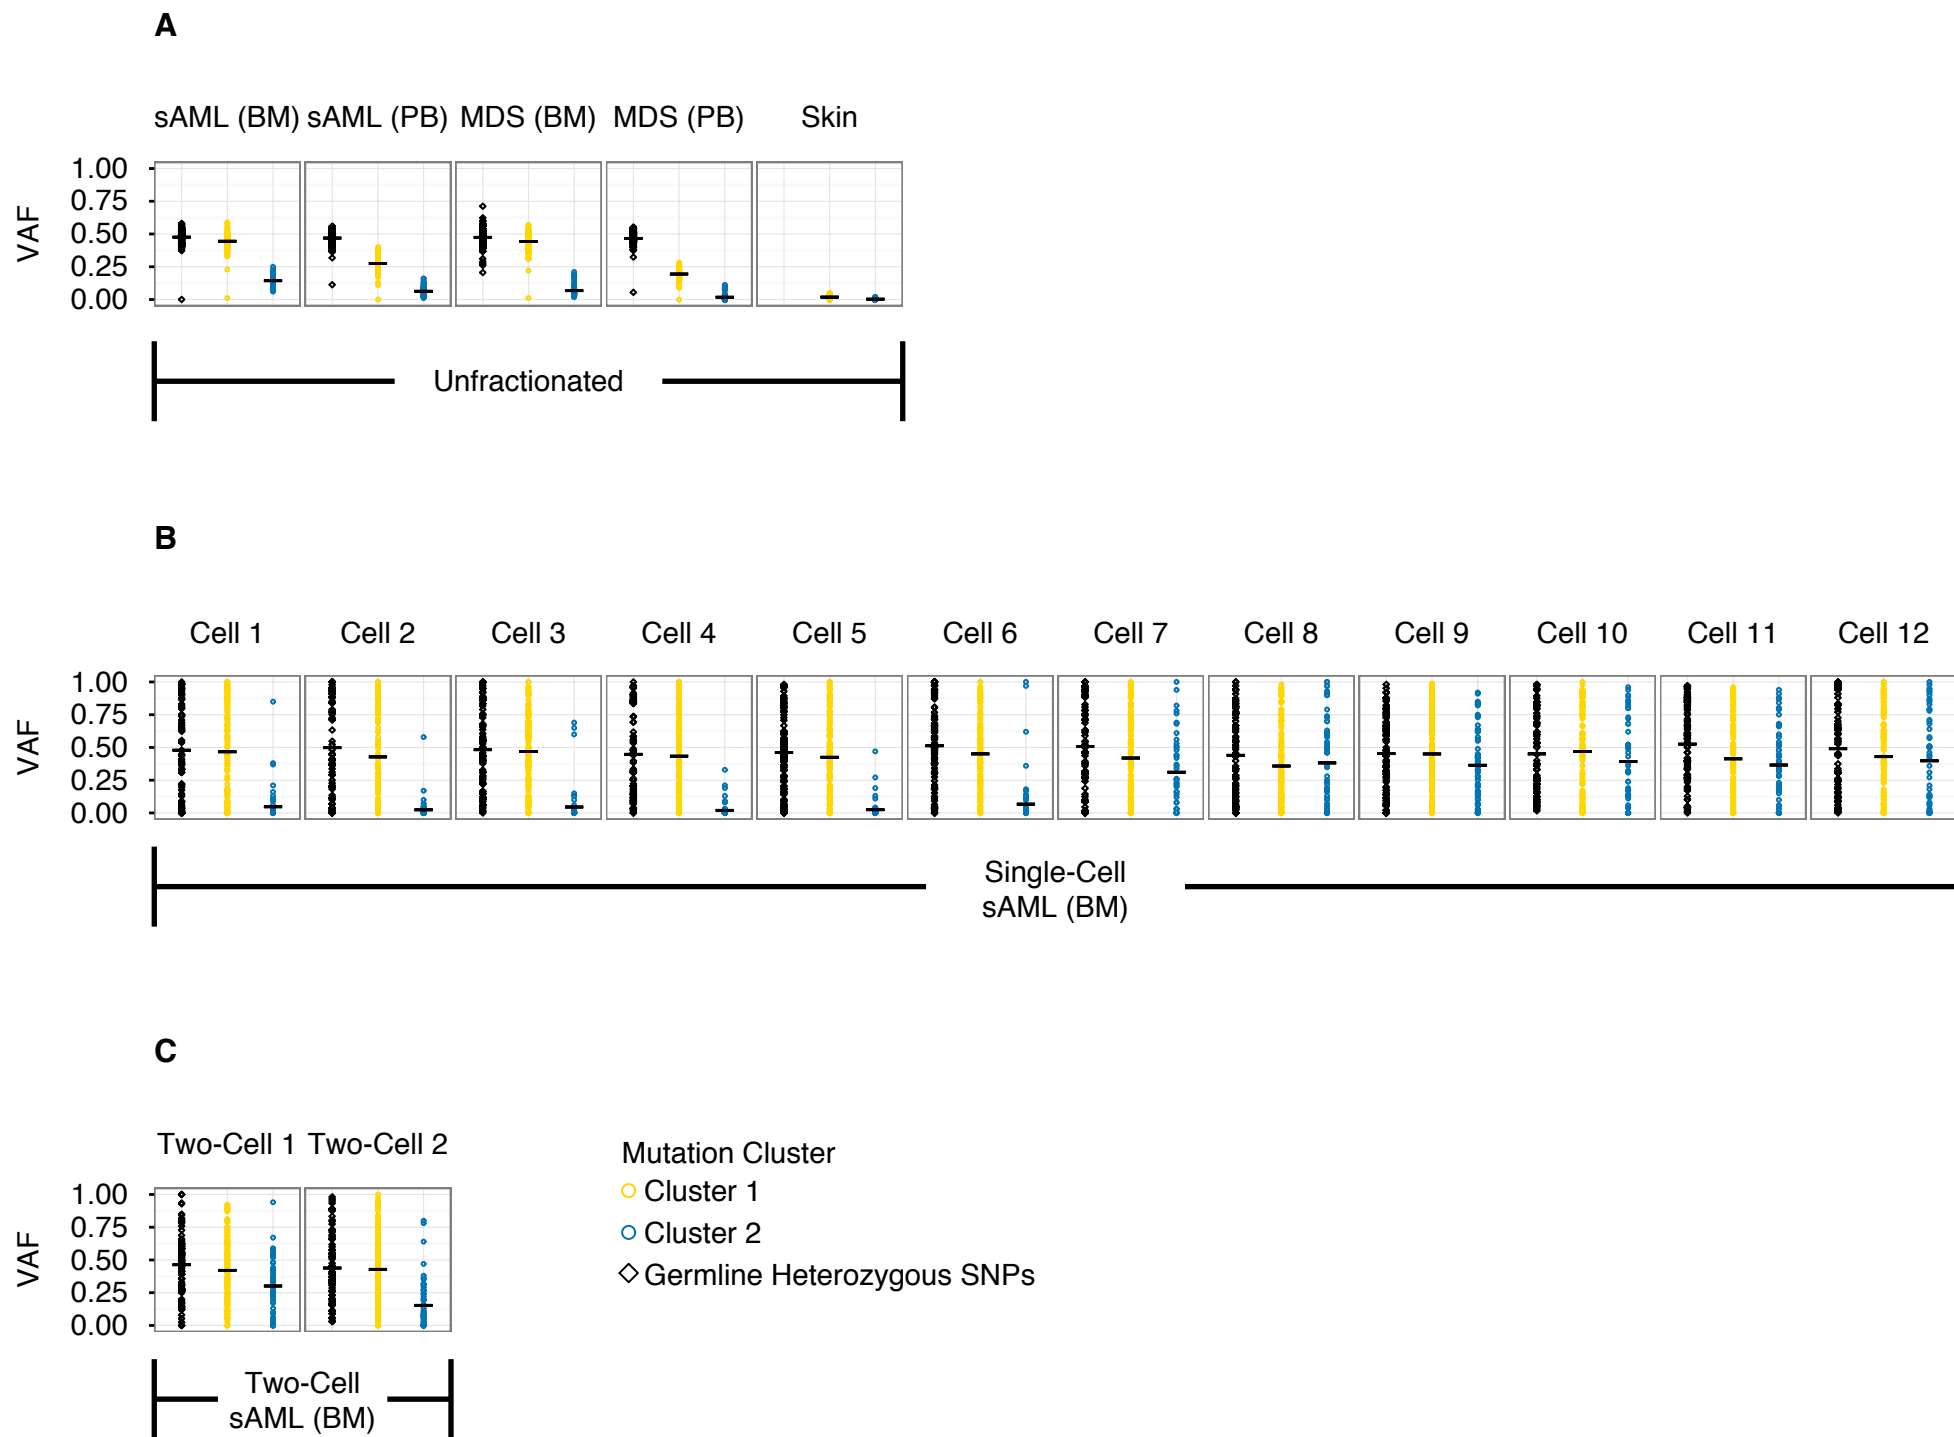 A
sAML (BM) sAML (PB) MDS (BM) MDS (PB) Skin
VAF
1.00
0.75
0.50
0.25
0.00
Unfractionated
B
Cell 1 Cell 2 Cell 3 Cell 4 Cell 5 Cell 6 Cell 7 Cell 8 Cell 9 Cell 10 Cell 11 Cell 12
VAF
1.00
0.75
0.50
0.25
0.00
Single-Cell
sAML (BM)
C
Two-Cell 1 Two-Cell 2
VAF
1.00
0.75
0.50
0.25
0.00
Two-Cell
sAML (BM)
Mutation Cluster
Cluster 1
Cluster 2
Germline Heterozygous SNPs